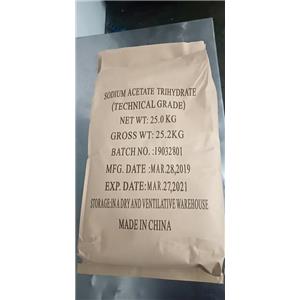 SODIUM ACETATE TRIHYDRATE
(TECHNICAL GRADE)
NET WT: 25.0 KG
GROSS WT: 25.2KG
BATCH NO. :19032801
MFG. DATE :MAR.28,2019
EXP. DATE:MAR.27,2021
STORAGE:IN A DRY AND VENTILATIVE WAREHOUSE
MADE IN CHINA